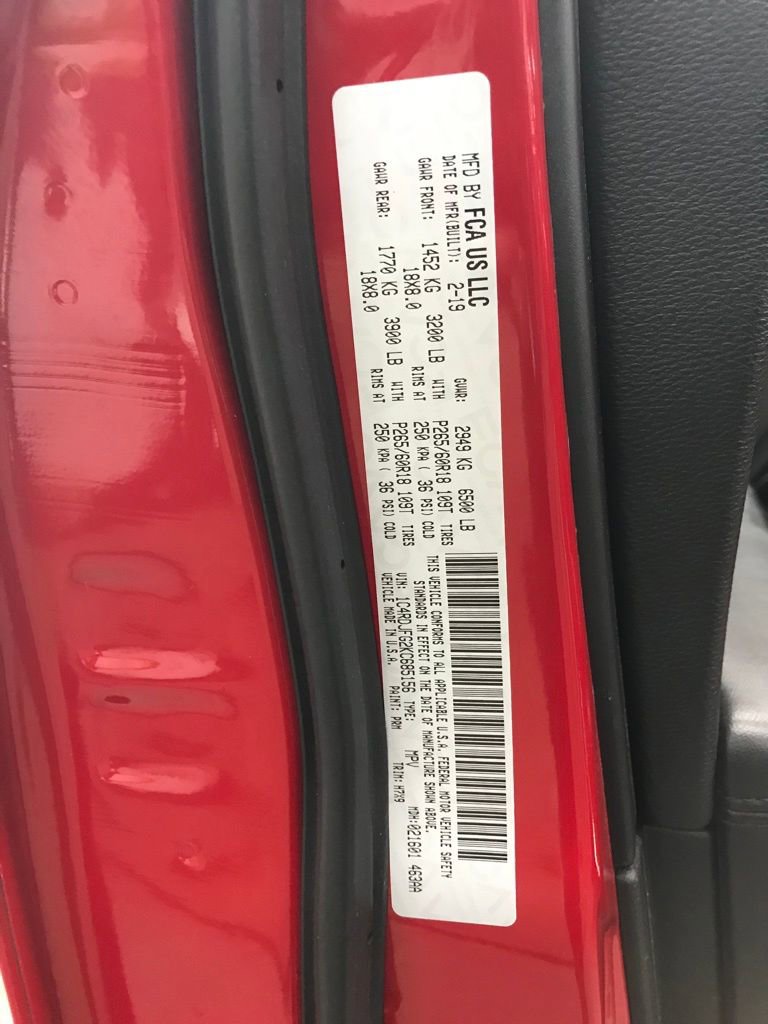 MFD BY FCA US LLC
DATE OF MFR(BUILT): 2-19 GVWR: 2949 KG 6500 LB
GAWR FRONT: 1452 KG 3200 LB WITH P265/60R18 109T TIRES
18X8.0 RIMS AT 250 KPA ( 36 PSI) COLD
GAWR REAR: 1770 KG 3900 LB WITH P265/60R18 109T TIRES
18X8.0 RIMS AT 250 KPA ( 36 PSI) COLD
THIS VEHICLE CONFORMS TO ALL APPLICABLE U.S.A. FEDERAL MOTOR VEHICLE SAFETY
STANDARDS IN EFFECT ON THE DATE OF MANUFACTURE SHOWN ABOVE.
VIN: 1C4RDJFG2KC685156 TYPE: MPV MDH:021601 463AA
VEHICLE MADE IN U.S.A. PAINT: PRM TRIM: H7X9